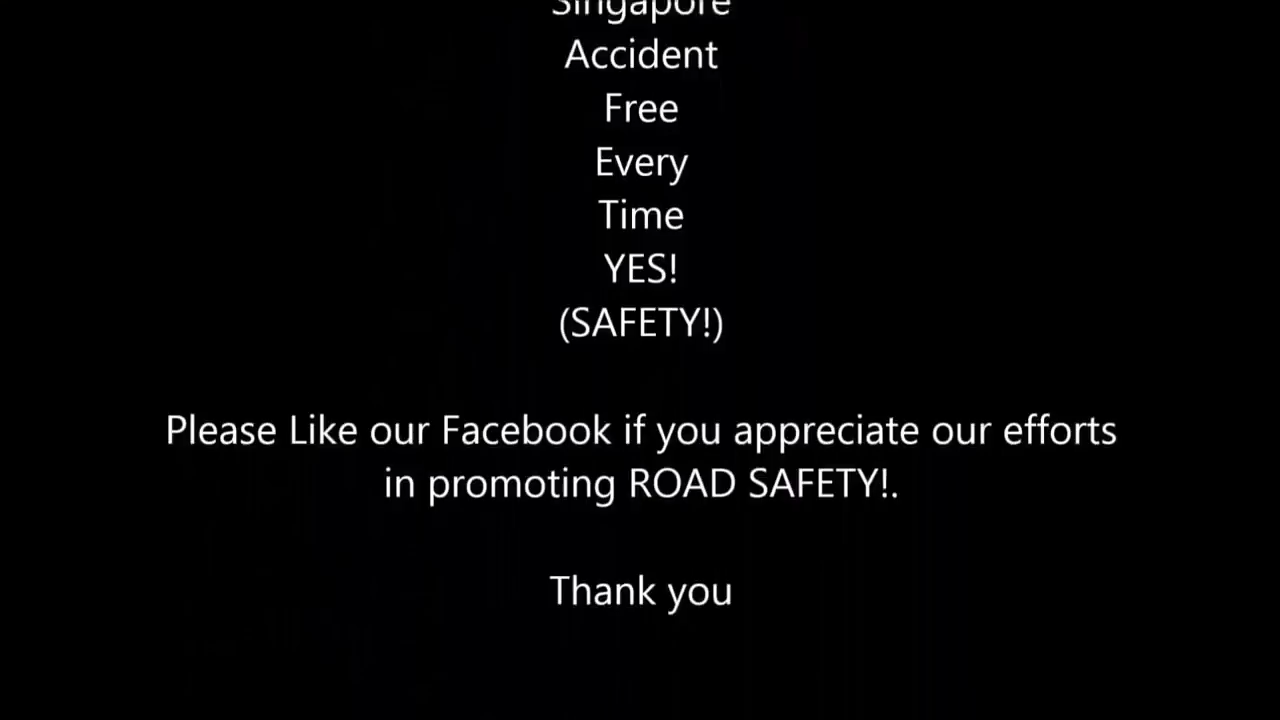 Singapore
Accident
Free
Every
Time
YES!
(SAFETY!)
Please Like our Facebook if you appreciate our efforts
in promoting ROAD SAFETY!.
Thank you